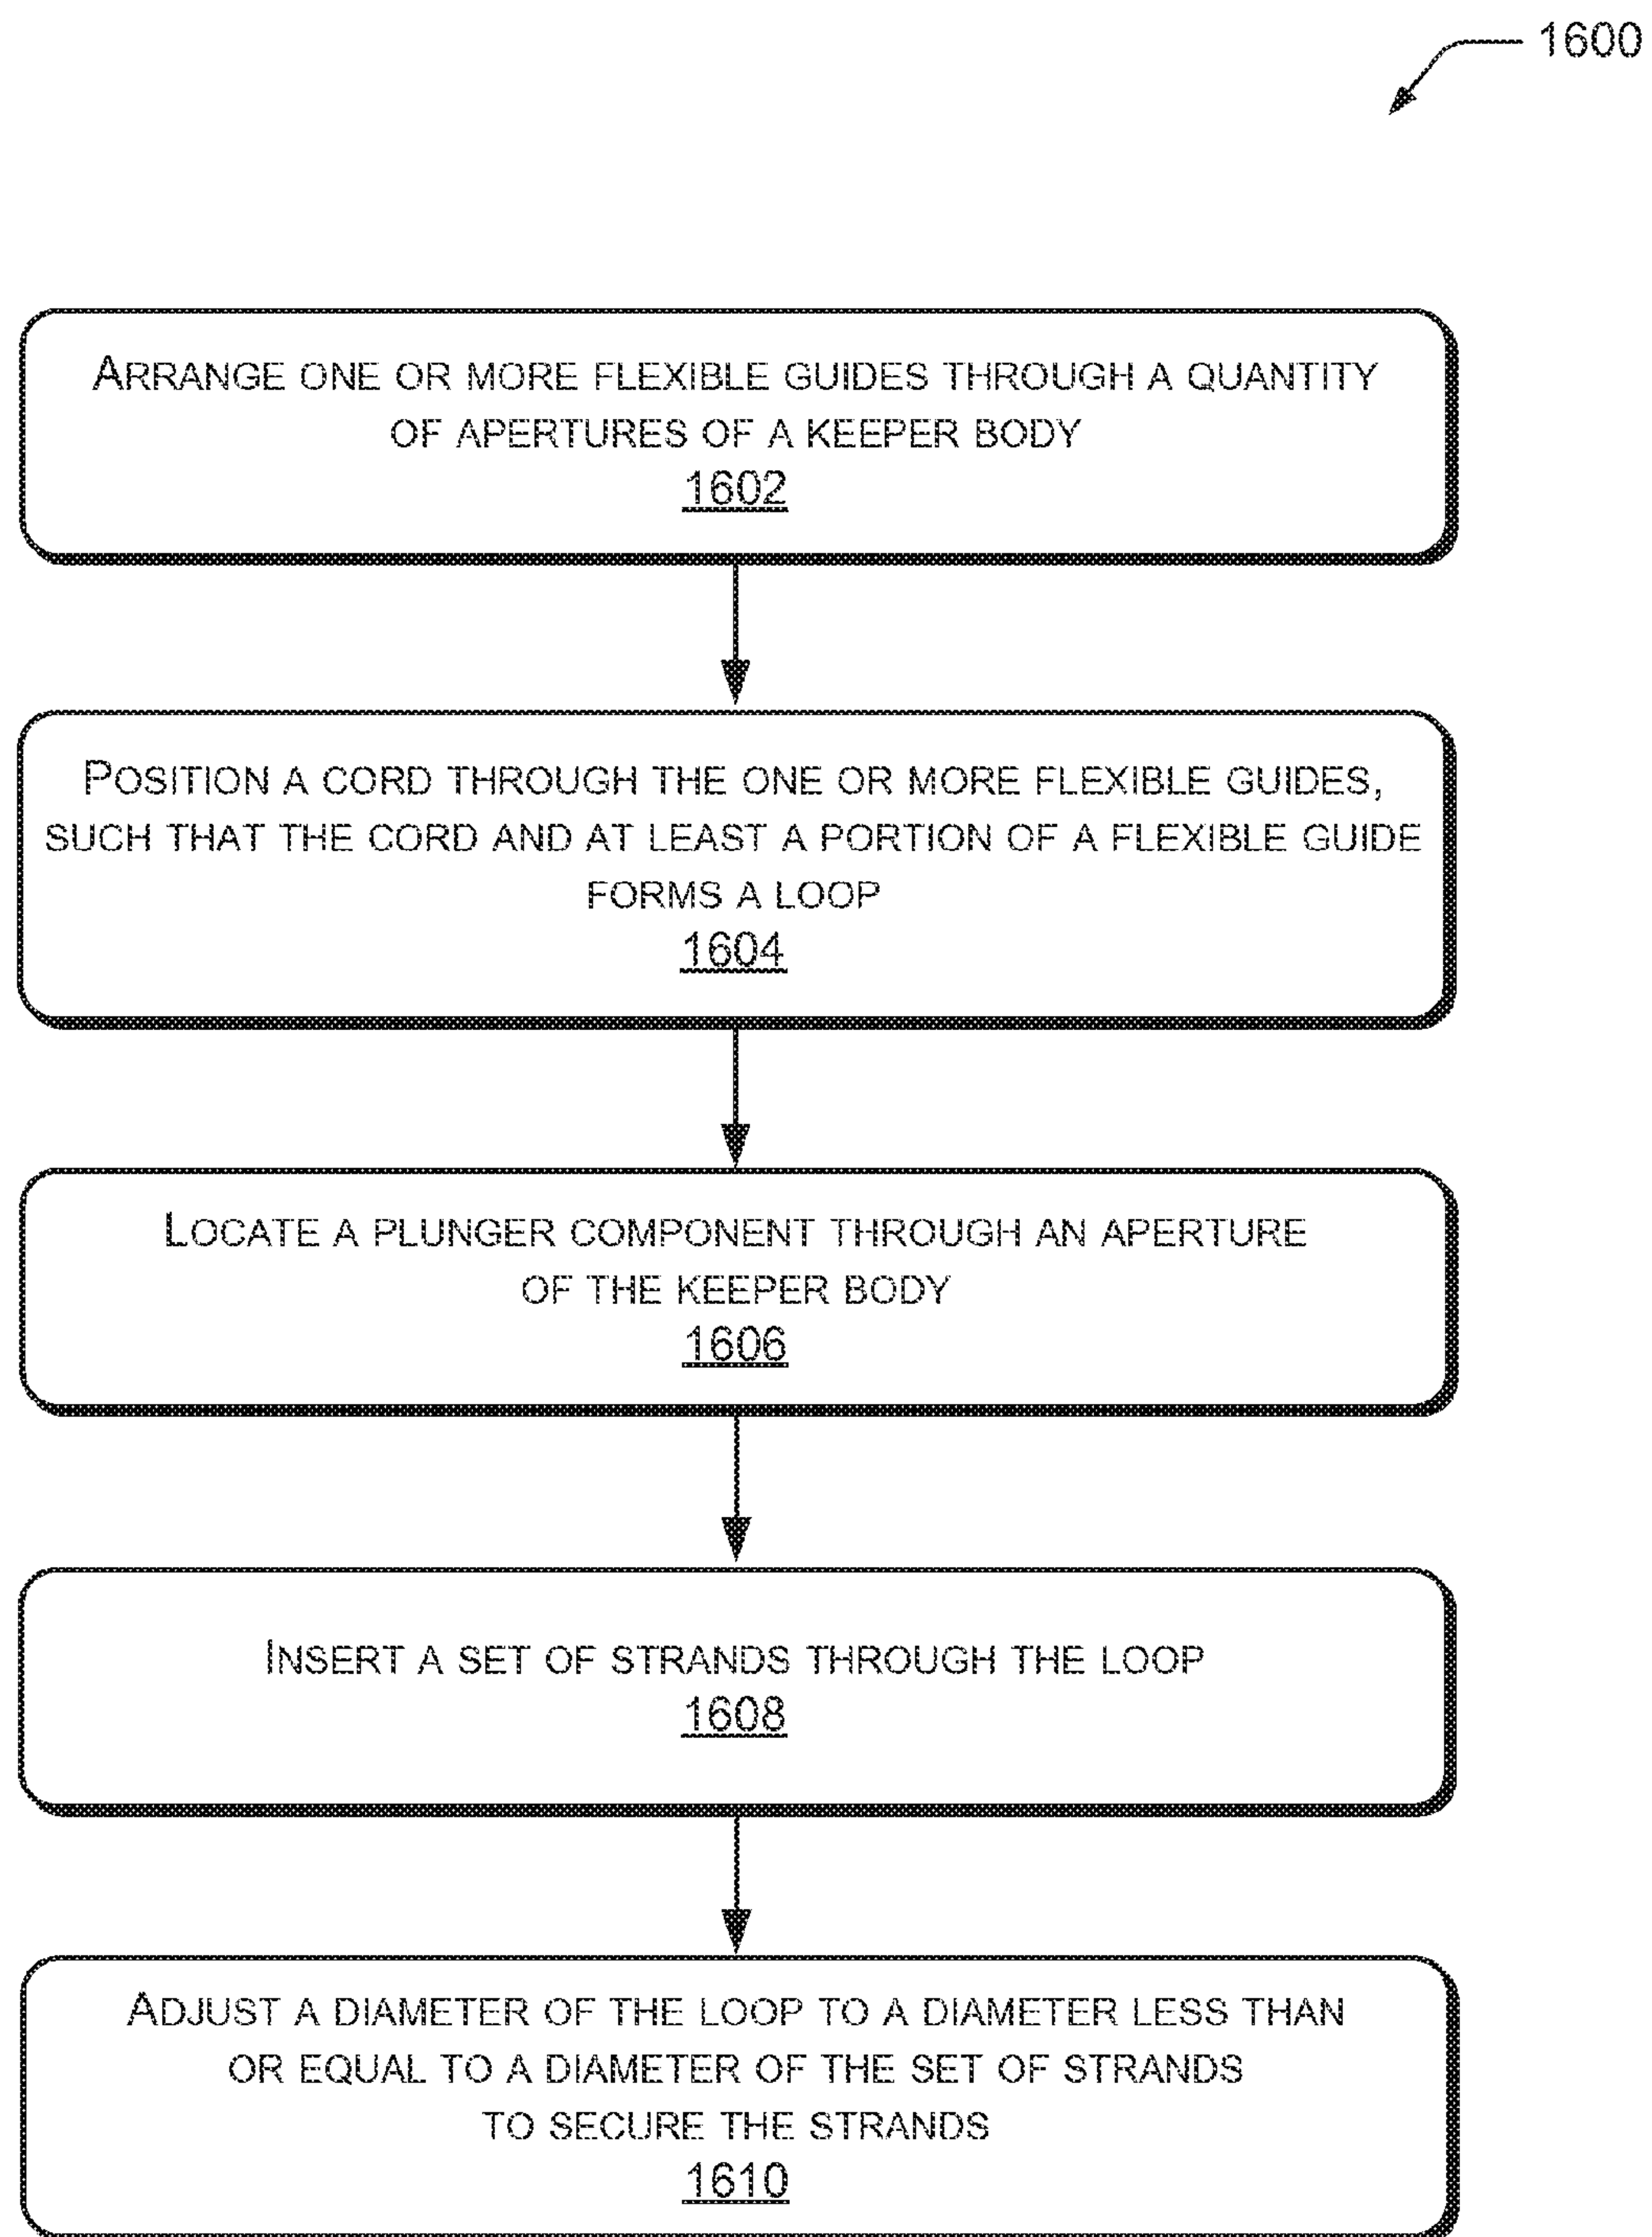 1600
ARRANGE ONE OR MORE FLEXIBLE GUIDES THROUGH A QUANTITY
OF APERTURES OF A KEEPER BODY
1602
POSITION A CORD THROUGH THE ONE OR MORE FLEXIBLE GUIDES,
SUCH THAT THE CORD AND AT LEAST A PORTION OF A FLEXIBLE GUIDE
FORMS A LOOP
1604
LOCATE A PLUNGER COMPONENT THROUGH AN APERTURE
OF THE KEEPER BODY
1606
INSERT A SET OF STRANDS THROUGH THE LOOP
1608
ADJUST A DIAMETER OF THE LOOP TO A DIAMETER LESS THAN
OR EQUAL TO A DIAMETER OF THE SET OF STRANDS
TO SECURE THE STRANDS
1610